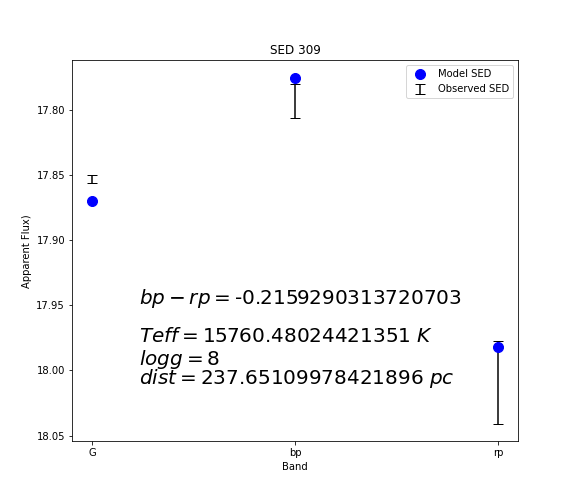 SED 309
Model SED
Observed SED
17.80
17.85
17.90
17.95
18.00
18.05
Apparent Flux)
bp − rp = -0.2159290313720703
Teff = 15760.48024421351 K
logg = 8
dist = 237.65109978421896 pc
G
bp
rp
Band